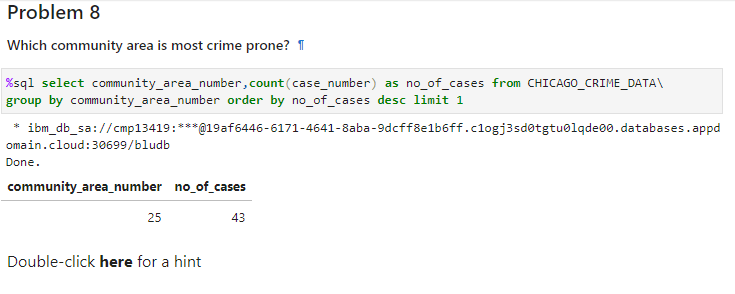 Problem 8
Which community area is most crime prone? ¶
%sql select community_area_number,count(case_number) as no_of_cases from CHICAGO_CRIME_DATA\
group by community_area_number order by no_of_cases desc limit 1
* ibm_db_sa://cmp13419:***@19af6446-6171-4641-8aba-9dcff8e1b6ff.c1ogj3sd0tgtu0lqde00.databases.appd
omain.cloud:30699/bludb
Done.
community_area_number no_of_cases
25 43
Double-click here for a hint